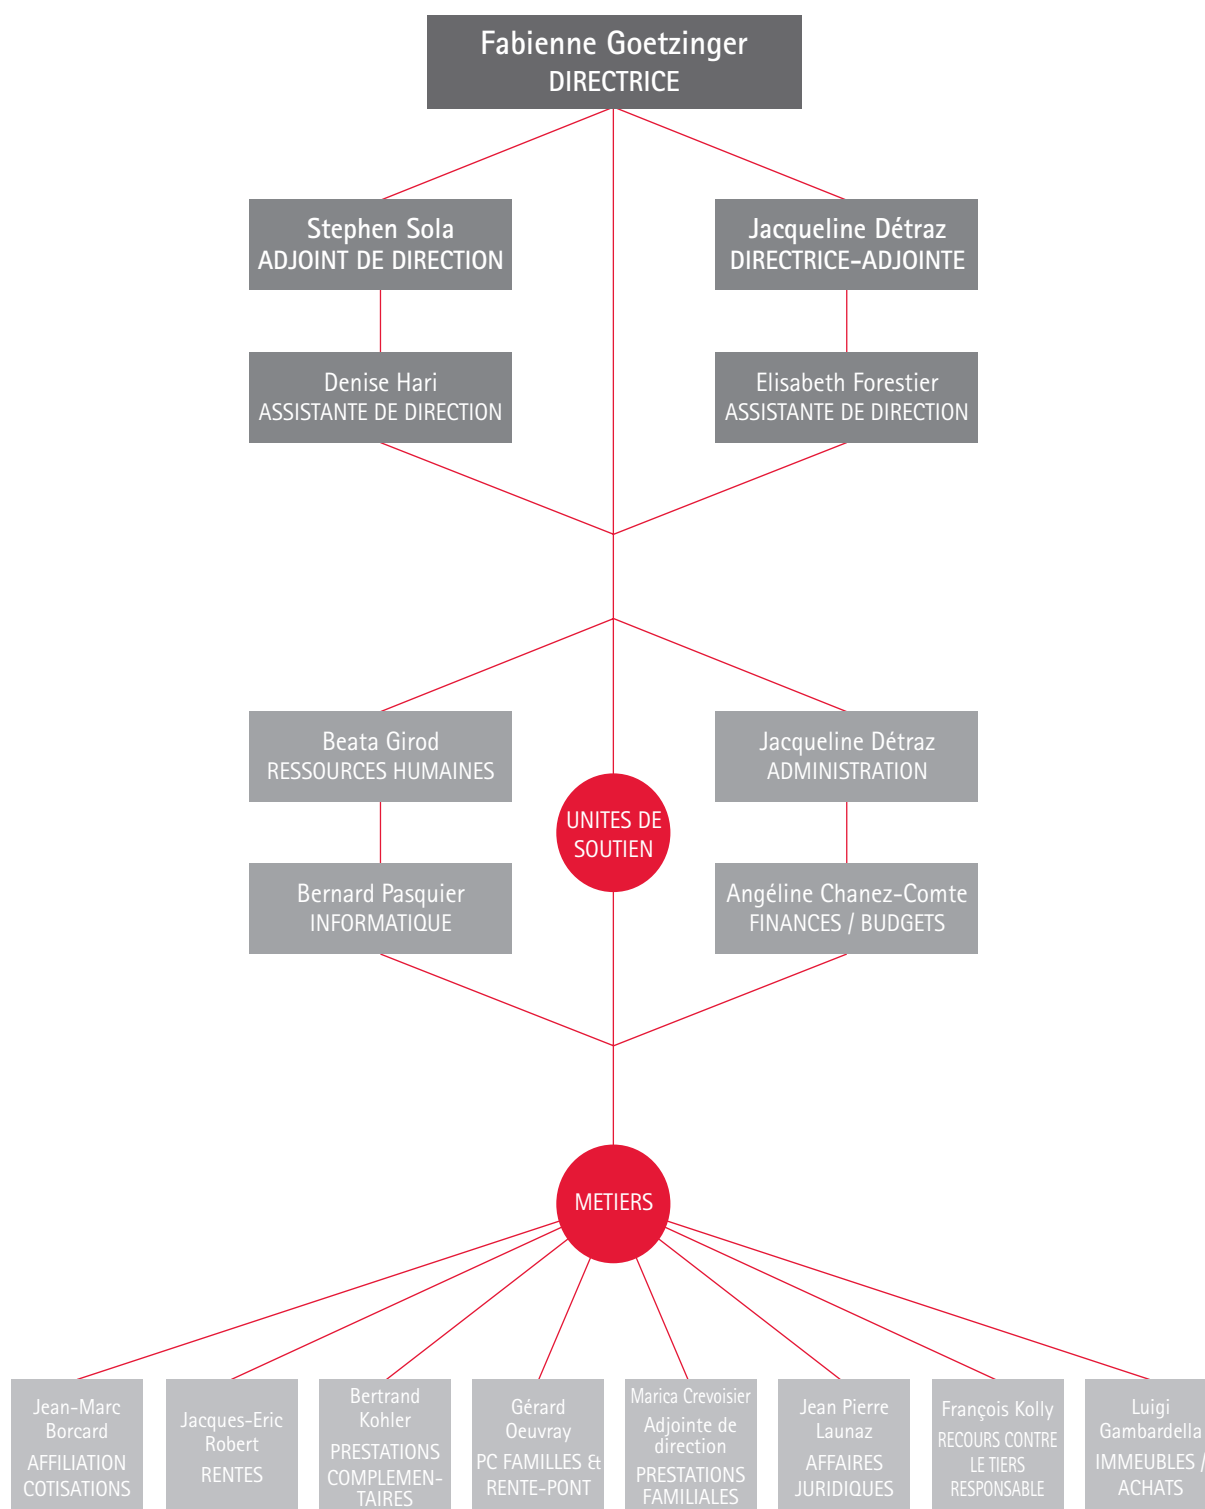 Fabienne Goetzinger
DIRECTRICE
Stephen Sola
ADJOINT DE DIRECTION
Jacqueline Détraz
DIRECTRICE-ADJOINTE
Denise Hari
ASSISTANTE DE DIRECTION
Elisabeth Forestier
ASSISTANTE DE DIRECTION
Beata Girod
RESSOURCES HUMAINES
Jacqueline Détraz
ADMINISTRATION
UNITES DE
SOUTIEN
Bernard Pasquier
INFORMATIQUE
Angéline Chanez-Comte
FINANCES / BUDGETS
METIERS
Jean-Marc
Borcard
AFFILIATION
COTISATIONS
Jacques-Eric
Robert
RENTES
Bertrand
Kohler
PRESTATIONS
COMPLEMEN-
TAIRES
Gérard
Oeuvray
PC FAMILLES &
RENTE-PONT
Marica Crevoisier
Adjointe de
direction
PRESTATIONS
FAMILIALES
Jean Pierre
Launaz
AFFAIRES
JURIDIQUES
François Kolly
RECOURS CONTRE
LE TIERS
RESPONSABLE
Luigi
Gambardella
IMMEUBLES /
ACHATS